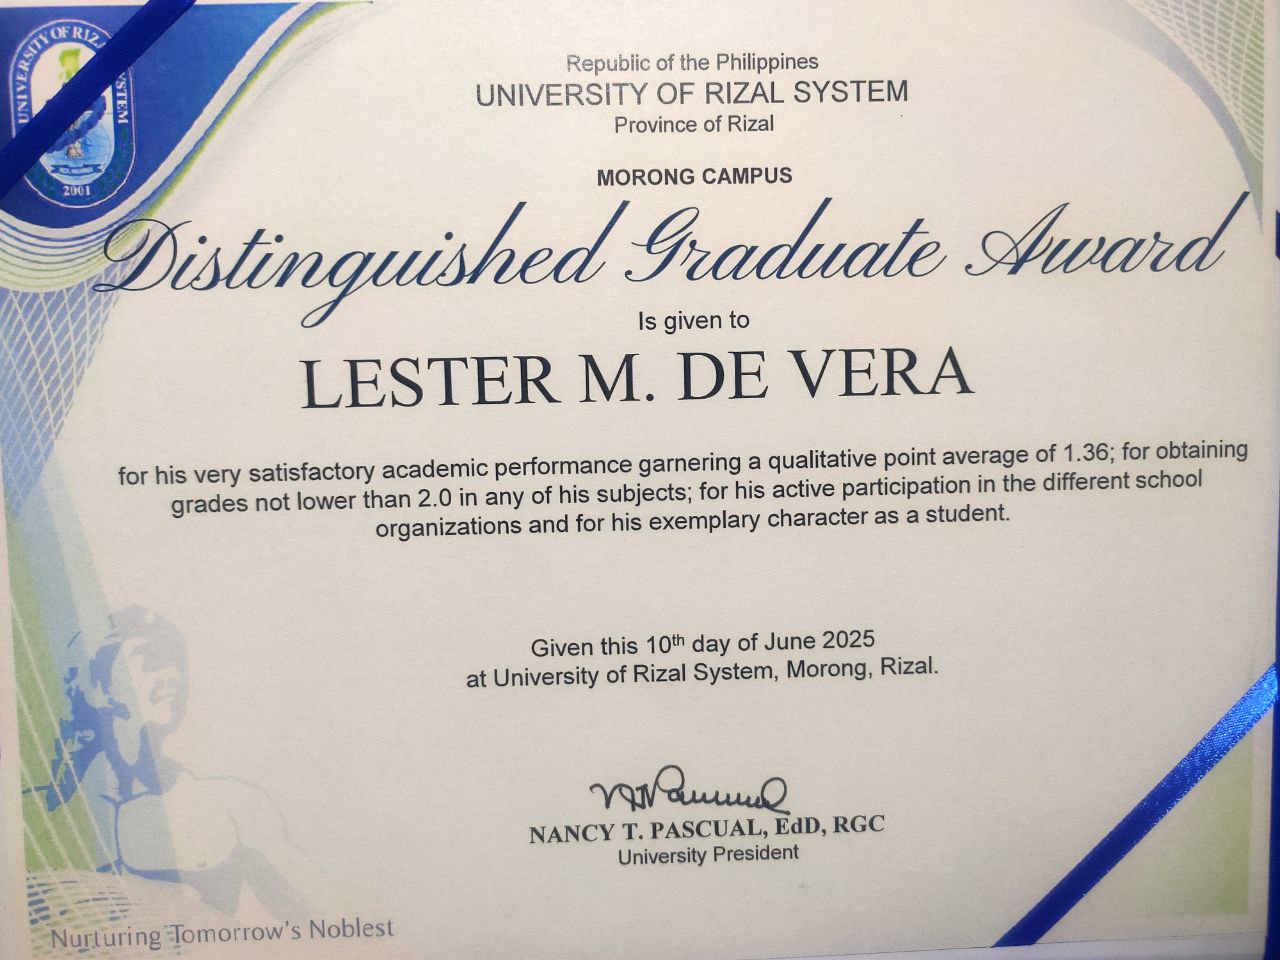 UNIVERSITY OF RIZAL SYSTEM
2001
Republic of the Philippines
UNIVERSITY OF RIZAL SYSTEM
Province of Rizal
MORONG CAMPUS
Distinguished Graduate Award
Is given to
LESTER M. DE VERA
for his very satisfactory academic performance garnering a qualitative point average of 1.36; for obtaining
grades not lower than 2.0 in any of his subjects; for his active participation in the different school
organizations and for his exemplary character as a student.
Given this 10th day of June 2025
at University of Rizal System, Morong, Rizal.
NANCY T. PASCUAL, EdD, RGC
University President
Nurturing Tomorrow's Noblest